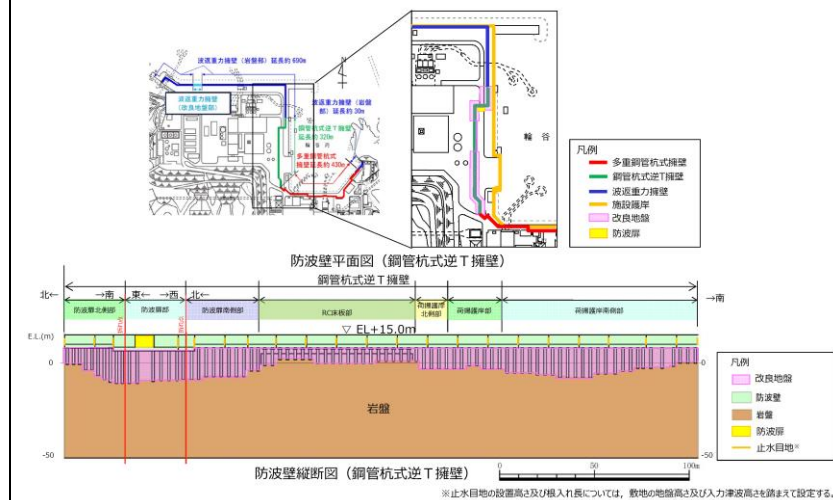 波返重力擁壁（岩盤部）延長約690m
波返重力擁壁
（改良地盤部）
波返重力擁壁（岩盤
部）延長約30m
鋼管杭式逆T擁壁
延長約320m
輪谷湾
多重鋼管杭式
擁壁延長約430m
N
輪谷
凡例
多重鋼管杭式擁壁
鋼管杭式逆T擁壁
波返重力擁壁
施設護岸
改良地盤
防波扉
防波壁平面図（鋼管杭式逆T擁壁）
鋼管杭式逆T擁壁
北← →南 東← →西 北← →南
防波扉北側部 防波扉部 防波扉南側部 RC床板部 荷揚護岸北側部 荷揚護岸部 荷揚護岸南側部
▽ EL+15.0m
E.L.(m)
0 0
岩盤
-50 -50
凡例
改良地盤
防波壁
岩盤
防波扉
止水目地※
防波壁縦断図（鋼管杭式逆T擁壁）
0 50 100m
※止水目地の設置高さ及び根入れ長については，敷地の地盤高さ及び入力津波高さを踏まえて設定する。